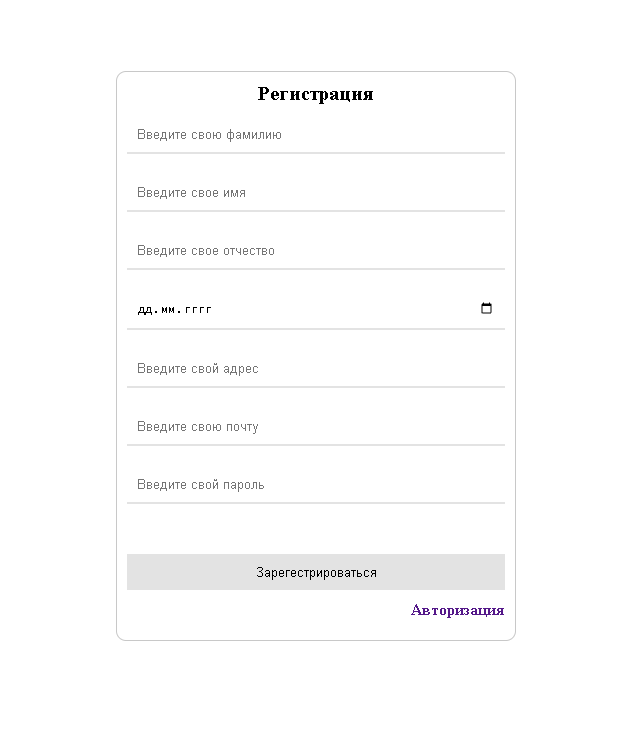 Регистрация
Введите свою фамилию
Введите свое имя
Введите свое отчество
дд.мм.гггг
Введите свой адрес
Введите свою почту
Введите свой пароль
Зарегестрироваться
Авторизация